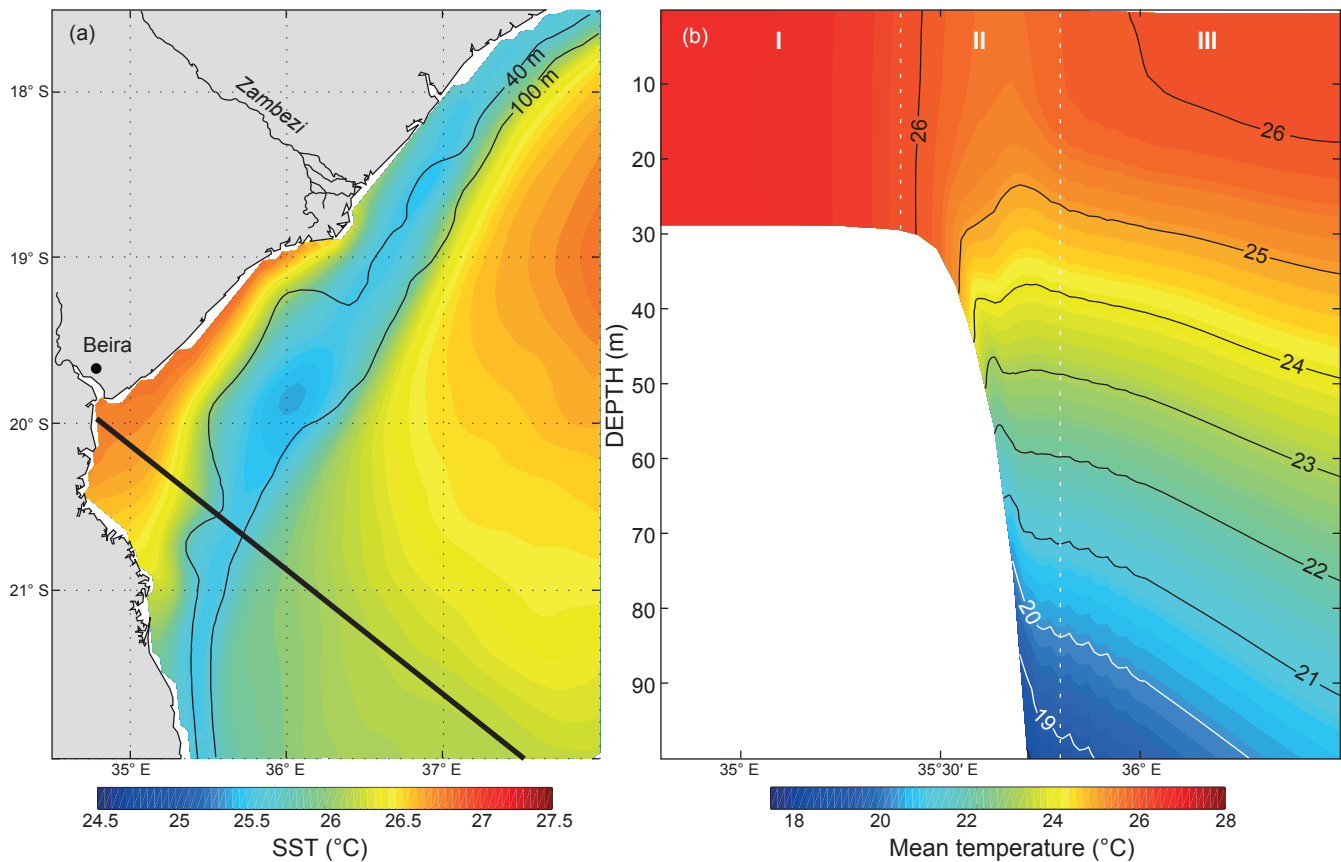 (a)
Zambezi
40 m
100 m
18° S
19° S
Beira
20° S
21° S
35° E
36° E
37° E
24.5
25
25.5
26
26.5
27
27.5
SST (°C)
(b)
I
II
III
10
20
30
40
50
60
70
80
90
DEPTH (m)
26
26
25
24
23
22
21
20
19
35° E
35°30' E
36° E
18
20
22
24
26
28
Mean temperature (°C)